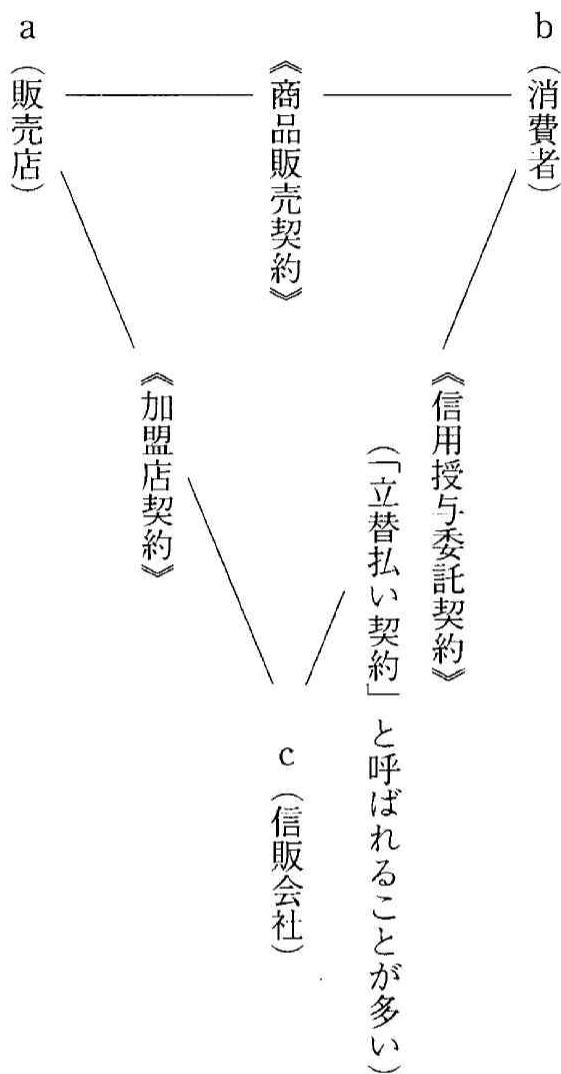 b（消費者）
《信用授与委託契約》
（「立替払い契約」と呼ばれることが多い）
《商品販売契約》
c（信販会社）
《加盟店契約》
a（販売店）